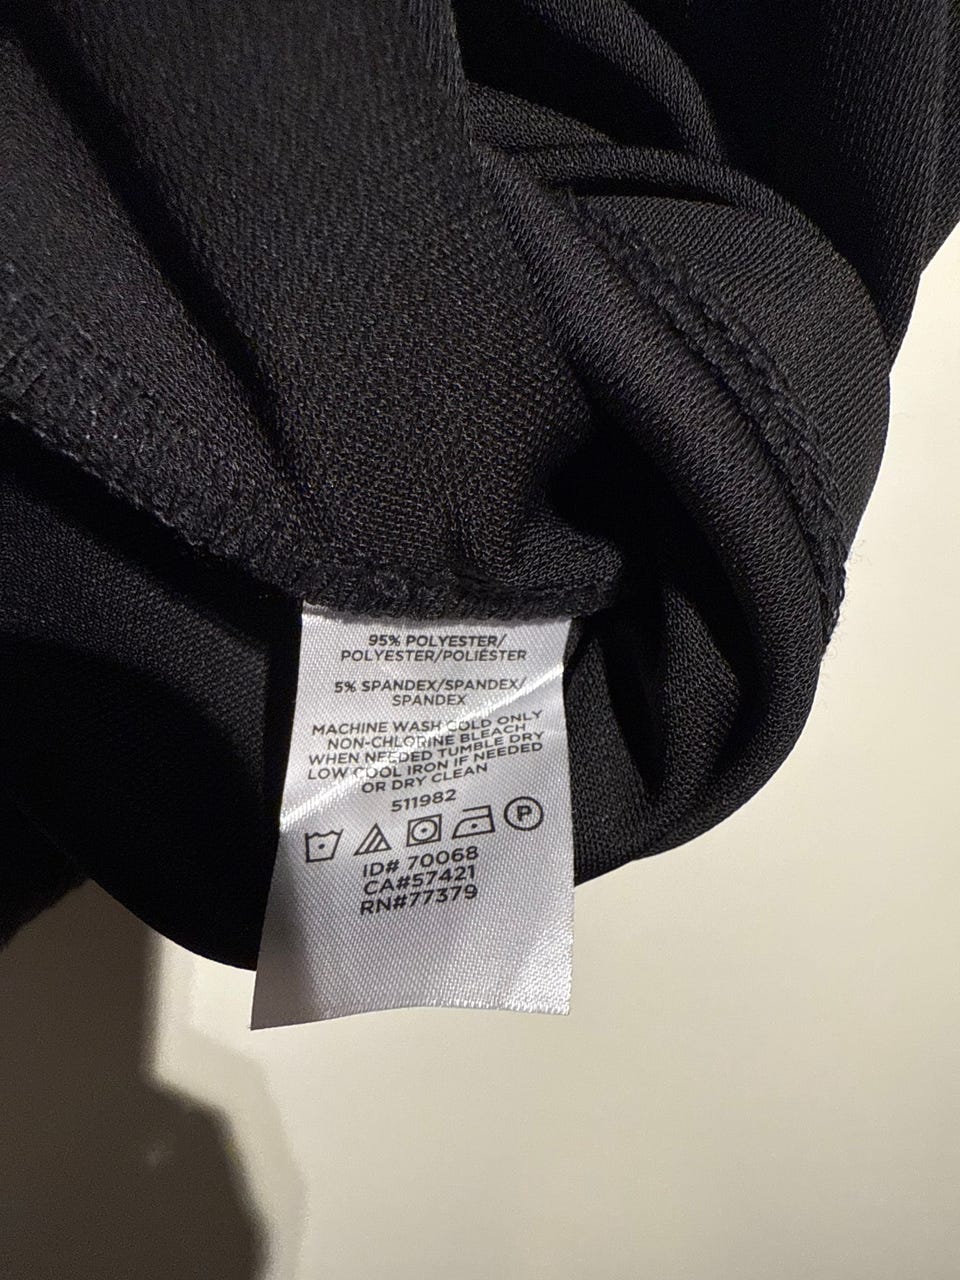 95% POLYESTER/
POLYESTER/POLIÉSTER
5% SPANDEX/SPANDEX/
SPANDEX
MACHINE WASH COLD ONLY
NON-CHLORINE BLEACH
WHEN NEEDED TUMBLE DRY
LOW COOL IRON IF NEEDED
OR DRY CLEAN
511982
P
ID# 70068
CA#57421
RN#77379